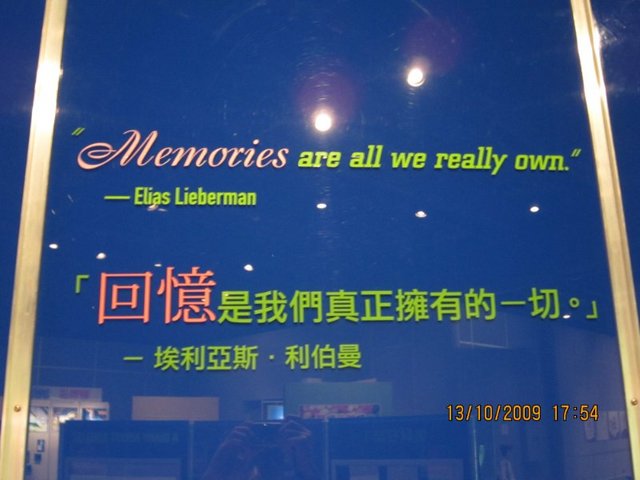 "Memories are all we really own."
— Elias Lieberman
「回憶是我們真正擁有的一切。」
– 埃利亞斯·利伯曼
13/10/2009 17:54